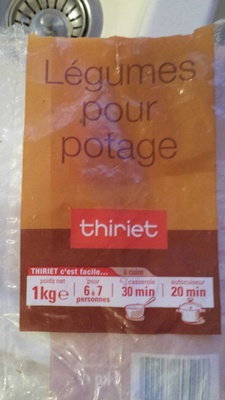 Légumes
pour
potage
thiriet
THIRIET c'est facile... à cuire
poids net pour casserole autocuiseur
1kg e 6 à 7 30 min 20 min
personnes